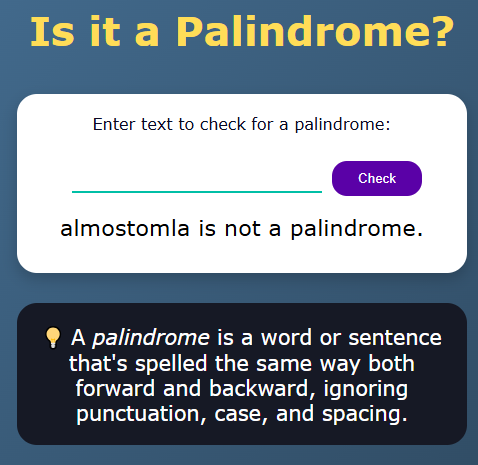 Is it a Palindrome?
Enter text to check for a palindrome:
Check
almostomla is not a palindrome.
💡 A palindrome is a word or sentence
that's spelled the same way both
forward and backward, ignoring
punctuation, case, and spacing.